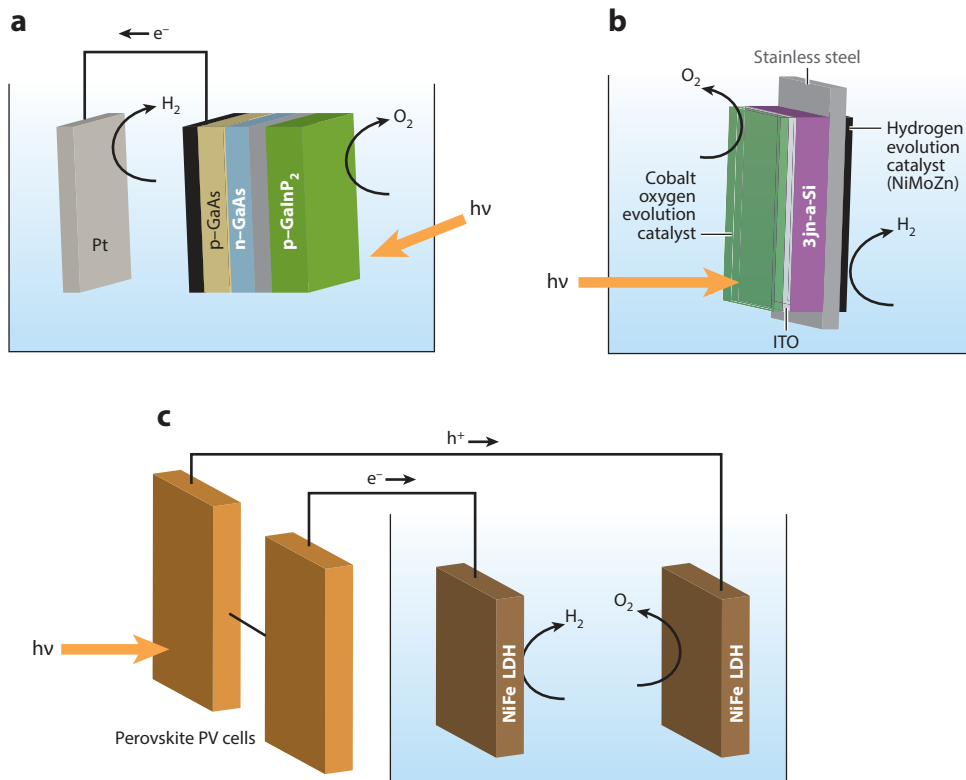 a
e⁻
H₂
O₂
hν
Pt
p–GaAs
n–GaAs
p–GaInP₂
b
Stainless steel
O₂
Hydrogen
evolution
catalyst
(NiMoZn)
Cobalt
oxygen
evolution
catalyst
3jn-a-Si
H₂
hν
ITO
c
h⁺
e⁻
H₂
O₂
hν
NiFe LDH
NiFe LDH
Perovskite PV cells